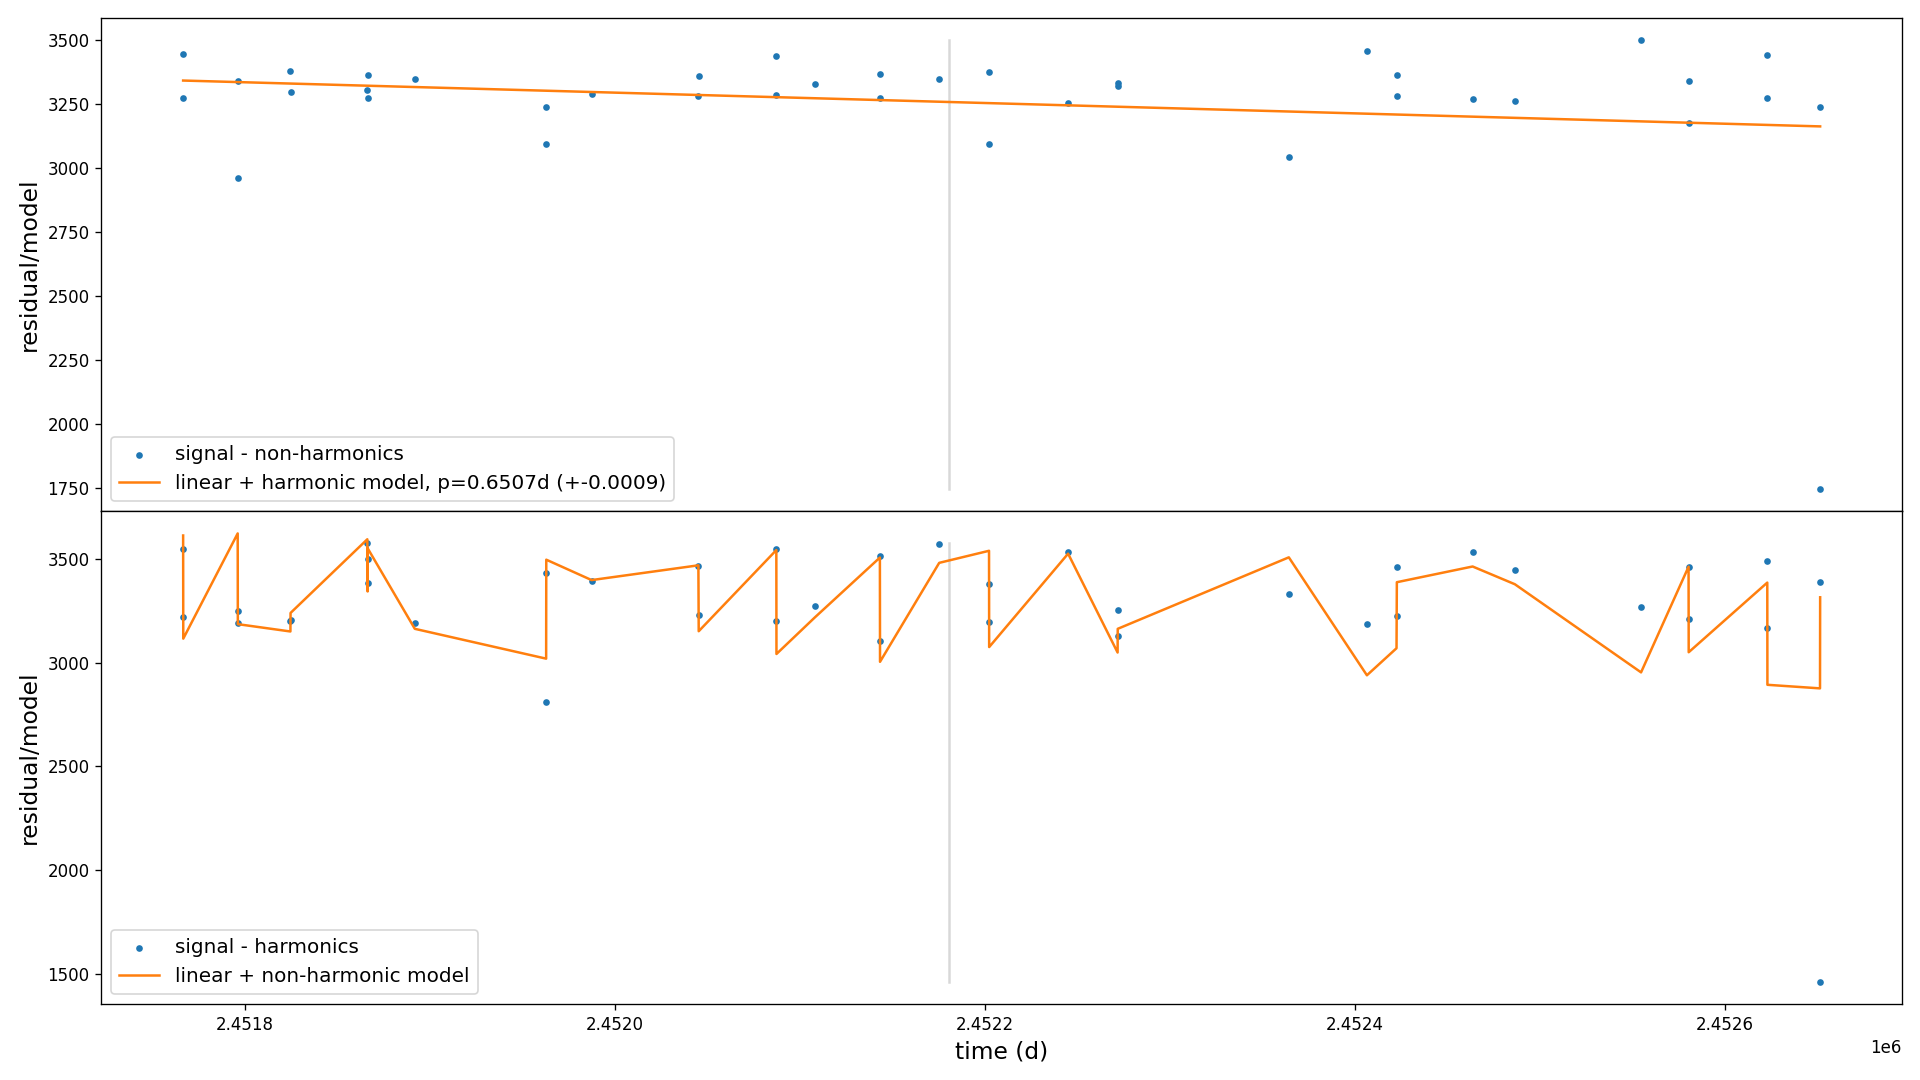 3500
3250
3000
2750
2500
2250
2000
1750
residual/model
signal - non-harmonics
linear + harmonic model, p=0.6507d (+-0.0009)
3500
3000
2500
2000
1500
residual/model
signal - harmonics
linear + non-harmonic model
2.4518 2.4520 2.4522 2.4524 2.4526
1e6
time (d)